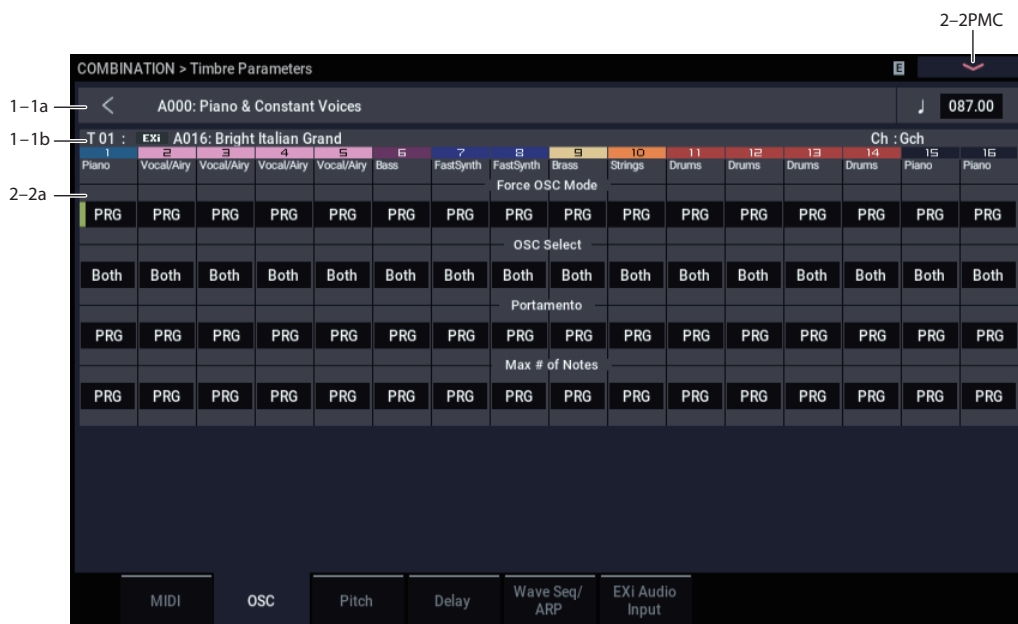 2–2PMC
COMBINATION > Timbre Parameters E
1–1a A000: Piano & Constant Voices ♩ 087.00
1–1b T 01 : EXi A016: Bright Italian Grand Ch : Gch
1 2 3 4 5 6 7 8 9 10 11 12 13 14 15 16
Piano Vocal/Airy Vocal/Airy Vocal/Airy Vocal/Airy Bass FastSynth FastSynth Brass Strings Drums Drums Drums Drums Piano Piano
2–2a Force OSC Mode
PRG PRG PRG PRG PRG PRG PRG PRG PRG PRG PRG PRG PRG PRG PRG PRG
OSC Select
Both Both Both Both Both Both Both Both Both Both Both Both Both Both Both Both
Portamento
PRG PRG PRG PRG PRG PRG PRG PRG PRG PRG PRG PRG PRG PRG PRG PRG
Max # of Notes
PRG PRG PRG PRG PRG PRG PRG PRG PRG PRG PRG PRG PRG PRG PRG PRG
MIDI OSC Pitch Delay Wave Seq/ EXi Audio
ARP Input